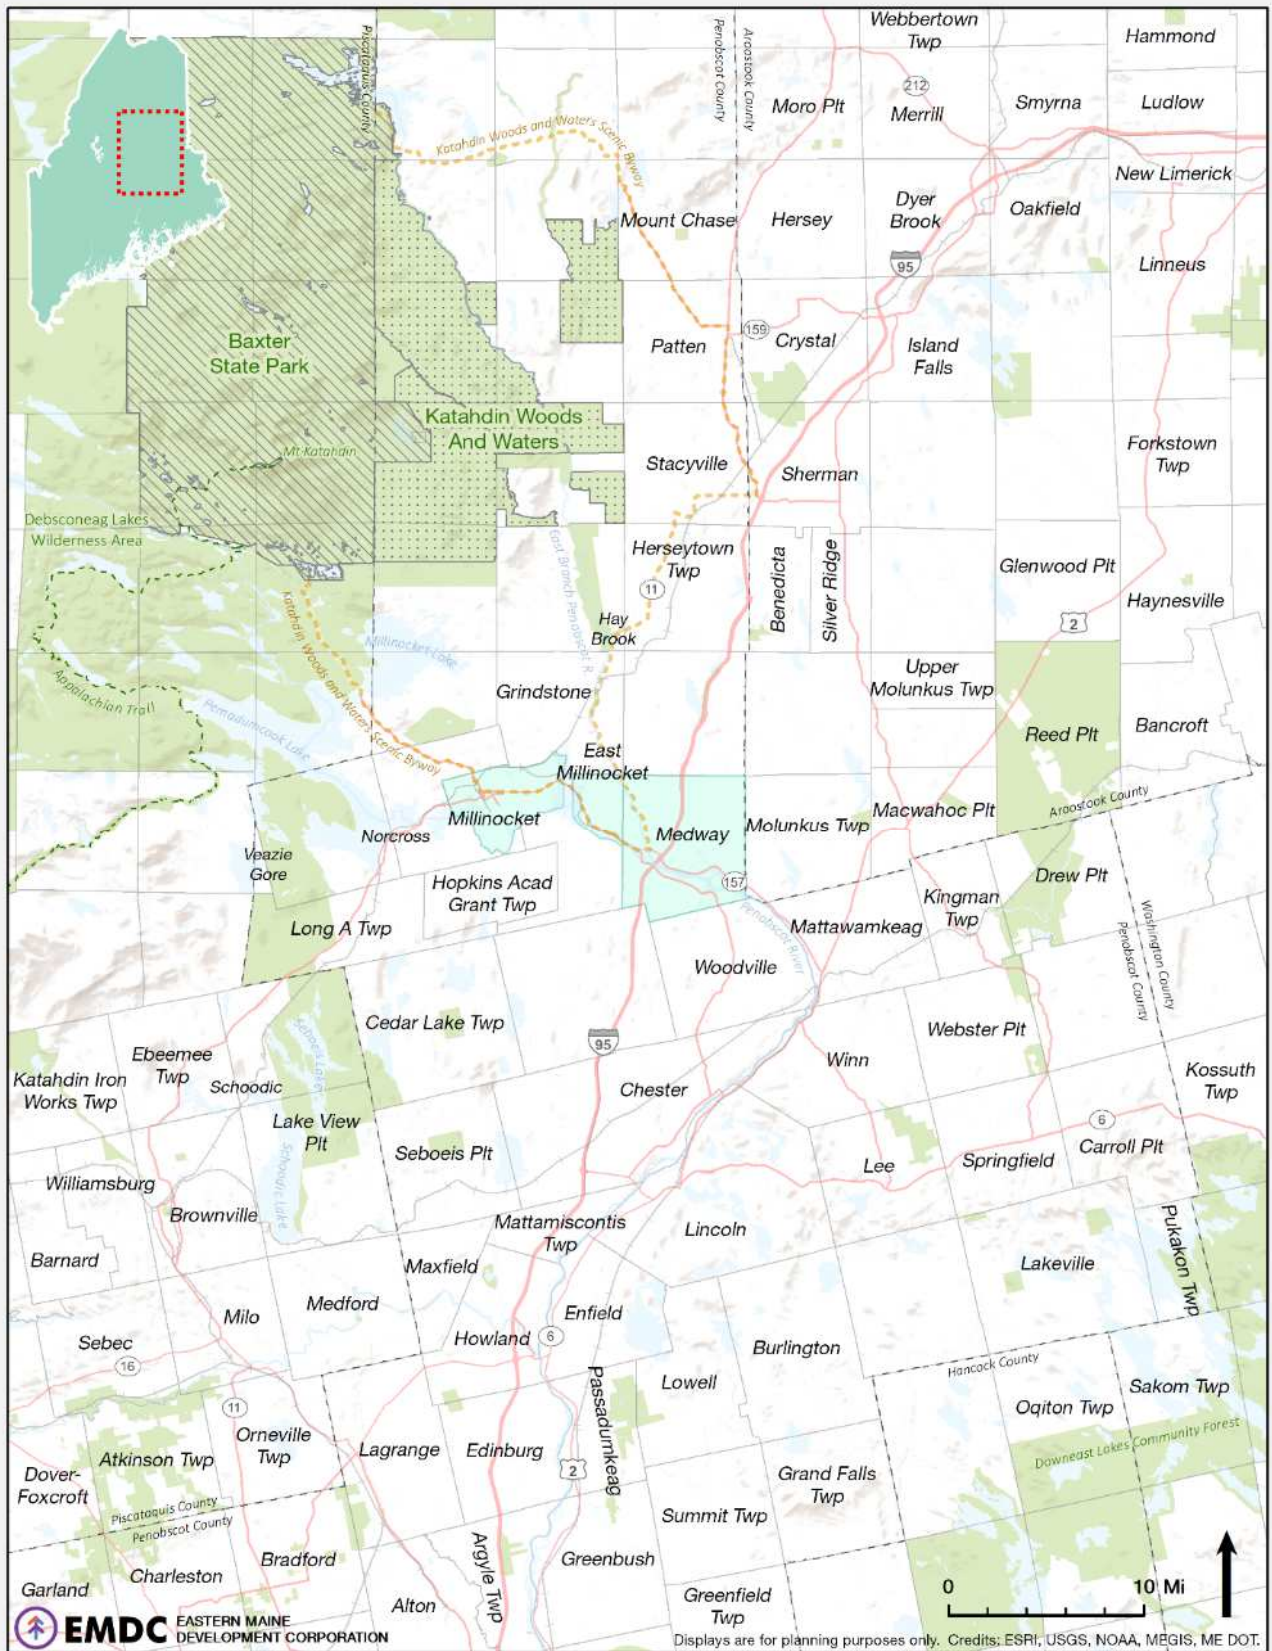 Webbertown
Twp
Hammond
Piscataquis County
Penobscot County
Aroostook County
212
Moro Plt
Merrill
Smyrna
Ludlow
Katahdin Woods and Waters Scenic Byway
New Limerick
Mount Chase
Hersey
Dyer
Brook
Oakfield
95
Linneus
Baxter
State Park
Patten
159
Crystal
Island
Falls
Katahdin Woods
And Waters
Mt Katahdin
Stacyville
Sherman
Forkstown
Twp
Debsconeag Lakes
Wilderness Area
East Branch Penobscot R.
Herseytown
Twp
Benedicta
Silver Ridge
Glenwood Plt
11
Haynesville
2
Hay
Brook
Katahdin Woods and Waters Scenic Byway
Millinocket Lake
Appalachian Trail
Pemadumcook Lake
Grindstone
Upper
Molunkus Twp
Reed Plt
Bancroft
East
Millinocket
Aroostook County
Millinocket
Norcross
Medway
Molunkus Twp
Macwahoc Plt
Veazie
Gore
Hopkins Acad
Grant Twp
157
Drew Plt
Kingman
Twp
Long A Twp
Penobscot River
Mattawamkeag
Washington County
Penobscot County
Woodville
Cedar Lake Twp
95
Webster Plt
Seboeis Lake
Ebeemee
Twp
Winn
Katahdin Iron
Works Twp
Schoodic
Chester
Kossuth
Twp
Lake View
Plt
6
Schoodic Lake
Seboeis Plt
Lee
Springfield
Carroll Plt
Williamsburg
Brownville
Mattamiscontis
Twp
Lincoln
Pukakon Twp
Barnard
Maxfield
Lakeville
Milo
Medford
Enfield
Sebec
Howland
6
Burlington
16
Hancock County
Passadumkeag
Lowell
Sakom Twp
Oqiton Twp
11
Orneville
Twp
Atkinson Twp
Lagrange
Edinburg
2
Downeast Lakes Community Forest
Dover-
Foxcroft
Grand Falls
Twp
Piscataquis County
Penobscot County
Summit Twp
Bradford
Argyle Twp
Greenbush
Charleston
Garland
Alton
Greenfield
Twp
0 10 Mi
EMDC EASTERN MAINE
DEVELOPMENT CORPORATION
Displays are for planning purposes only. Credits: ESRI, USGS, NOAA, MEGIS, ME DOT.